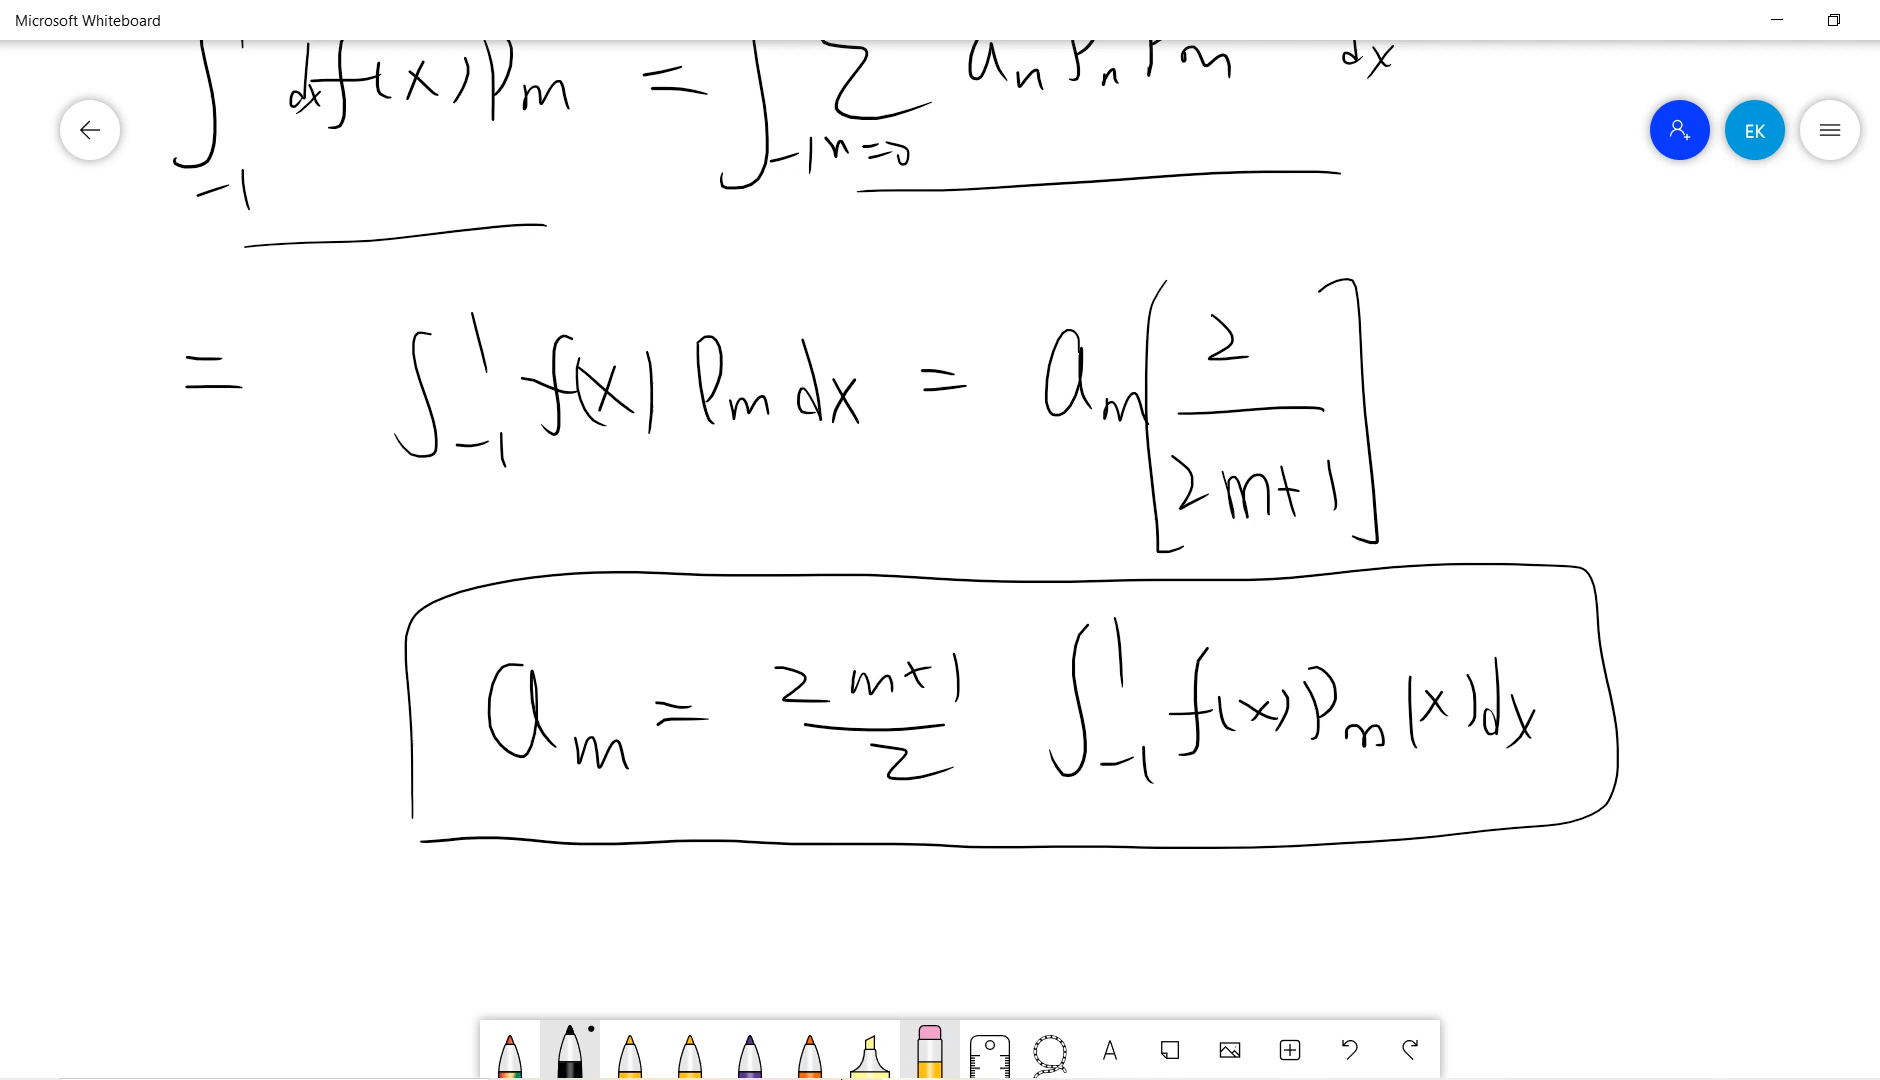 Microsoft Whiteboard
∫_{-1}^{1} dx f(x) P_m = ∫_{-1} Σ_{n=0} a_n P_n P_m dx
EK
= ∫_{-1}^{1} f(x) P_m dx = a_m [2/(2m+1)]
a_m = (2m+1)/2 ∫_{-1}^{1} f(x) P_m (x) dx
A